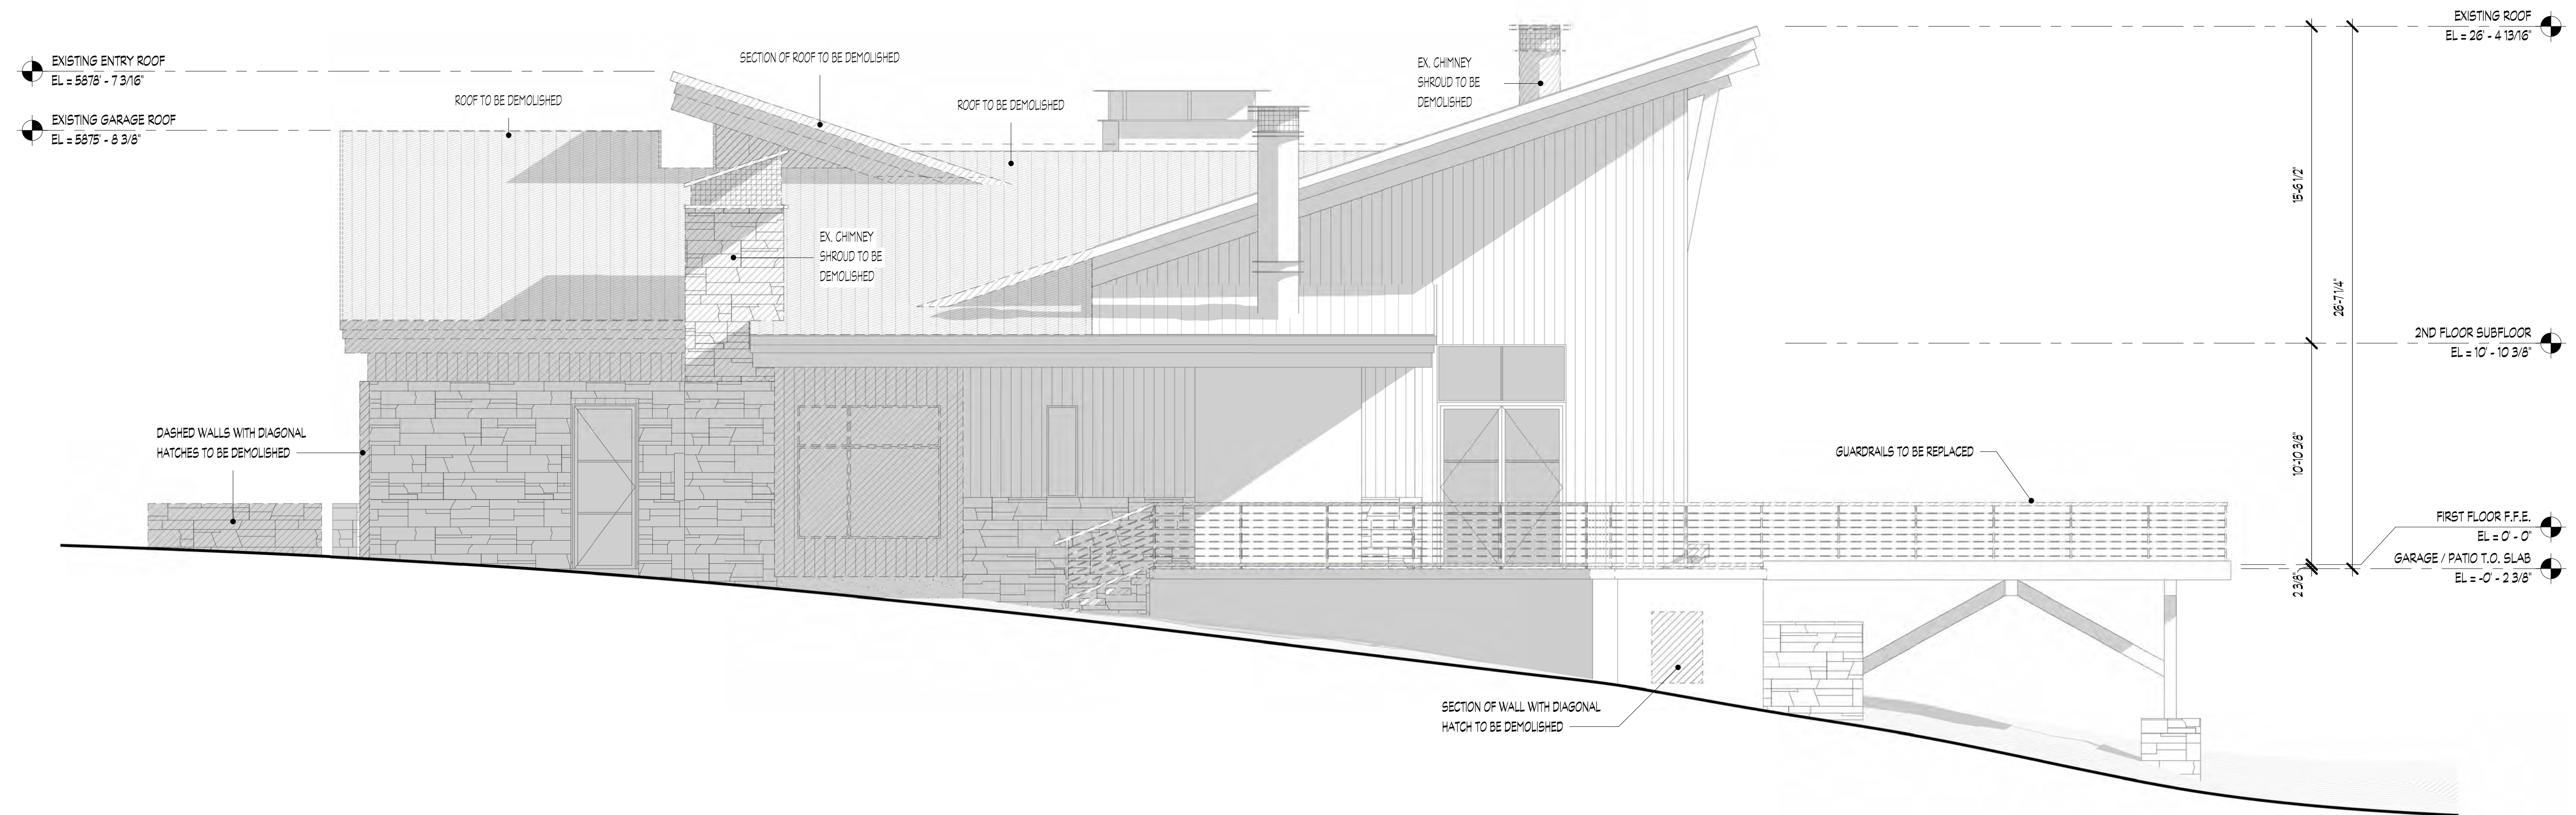 EXISTING ENTRY ROOF
EL = 5878' - 7 3/16"
EXISTING GARAGE ROOF
EL = 5875' - 8 3/8"
ROOF TO BE DEMOLISHED
SECTION OF ROOF TO BE DEMOLISHED
ROOF TO BE DEMOLISHED
EX. CHIMNEY
SHROUD TO BE
DEMOLISHED
EX. CHIMNEY
SHROUD TO BE
DEMOLISHED
DASHED WALLS WITH DIAGONAL
HATCHES TO BE DEMOLISHED
GUARDRAILS TO BE REPLACED
SECTION OF WALL WITH DIAGONAL
HATCH TO BE DEMOLISHED
EXISTING ROOF
EL = 26' - 4 13/16"
15'-6 1/2"
26'-7 1/4"
2ND FLOOR SUBFLOOR
EL = 10' - 10 3/8"
10'-10 3/8"
FIRST FLOOR F.F.E.
EL = 0' - 0"
GARAGE / PATIO T.O. SLAB
EL = -0' - 2 3/8"
2 3/8"